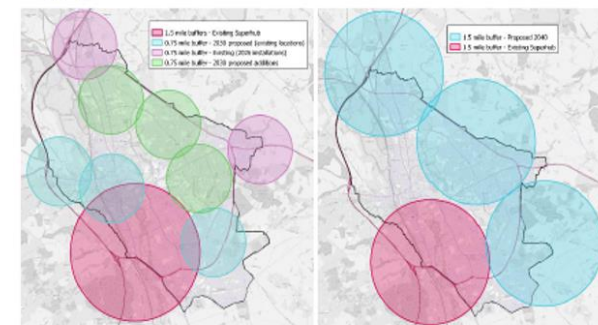 1.5 mile buffers - Existing Superhub
0.75 mile buffer - 2030 proposed (existing locations)
0.75 mile buffer - Existing (2025 installations)
0.75 mile buffer - 2030 proposed additions
1.5 mile buffer - Proposed 2040
1.5 mile buffer - Existing Superhub